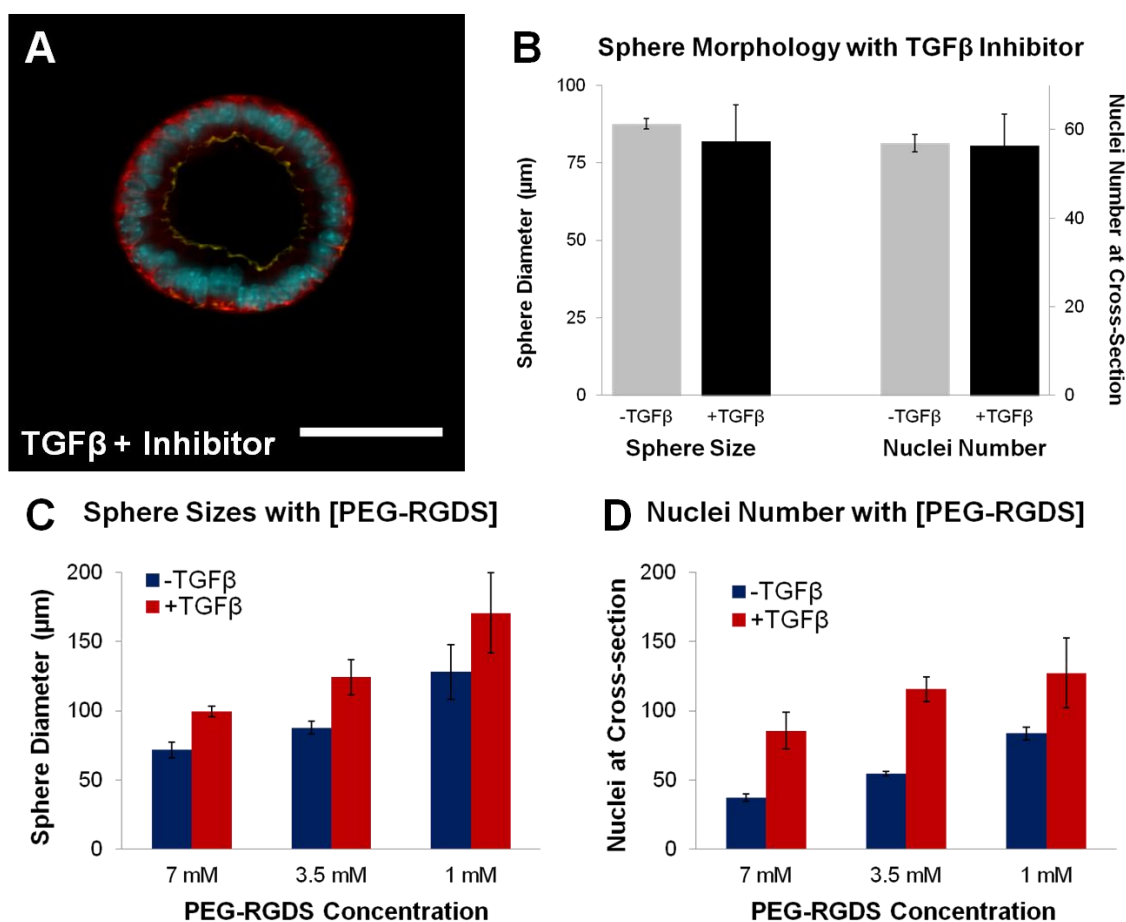 A
TGFβ + Inhibitor
B
Sphere Morphology with TGFβ Inhibitor
Sphere Diameter (µm)
100
75
50
25
0
Nuclei Number at Cross-Section
60
40
20
0
-TGFβ +TGFβ -TGFβ +TGFβ
Sphere Size Nuclei Number
C Sphere Sizes with [PEG-RGDS]
Sphere Diameter (µm)
200
150
100
50
0
-TGFβ
+TGFβ
7 mM 3.5 mM 1 mM
PEG-RGDS Concentration
D Nuclei Number with [PEG-RGDS]
Nuclei at Cross-section
200
150
100
50
0
-TGFβ
+TGFβ
7 mM 3.5 mM 1 mM
PEG-RGDS Concentration